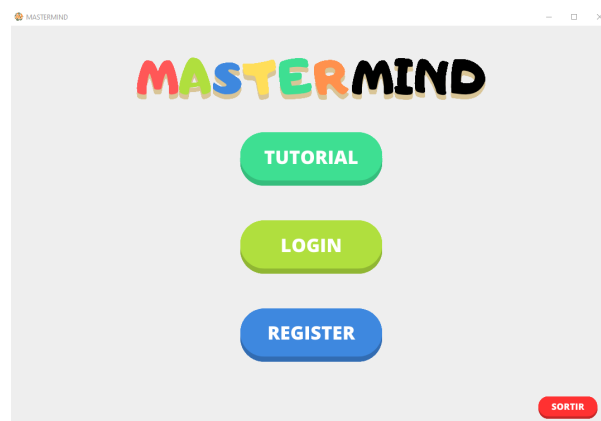 MASTERMIND
MASTERMIND
TUTORIAL
LOGIN
REGISTER
SORTIR